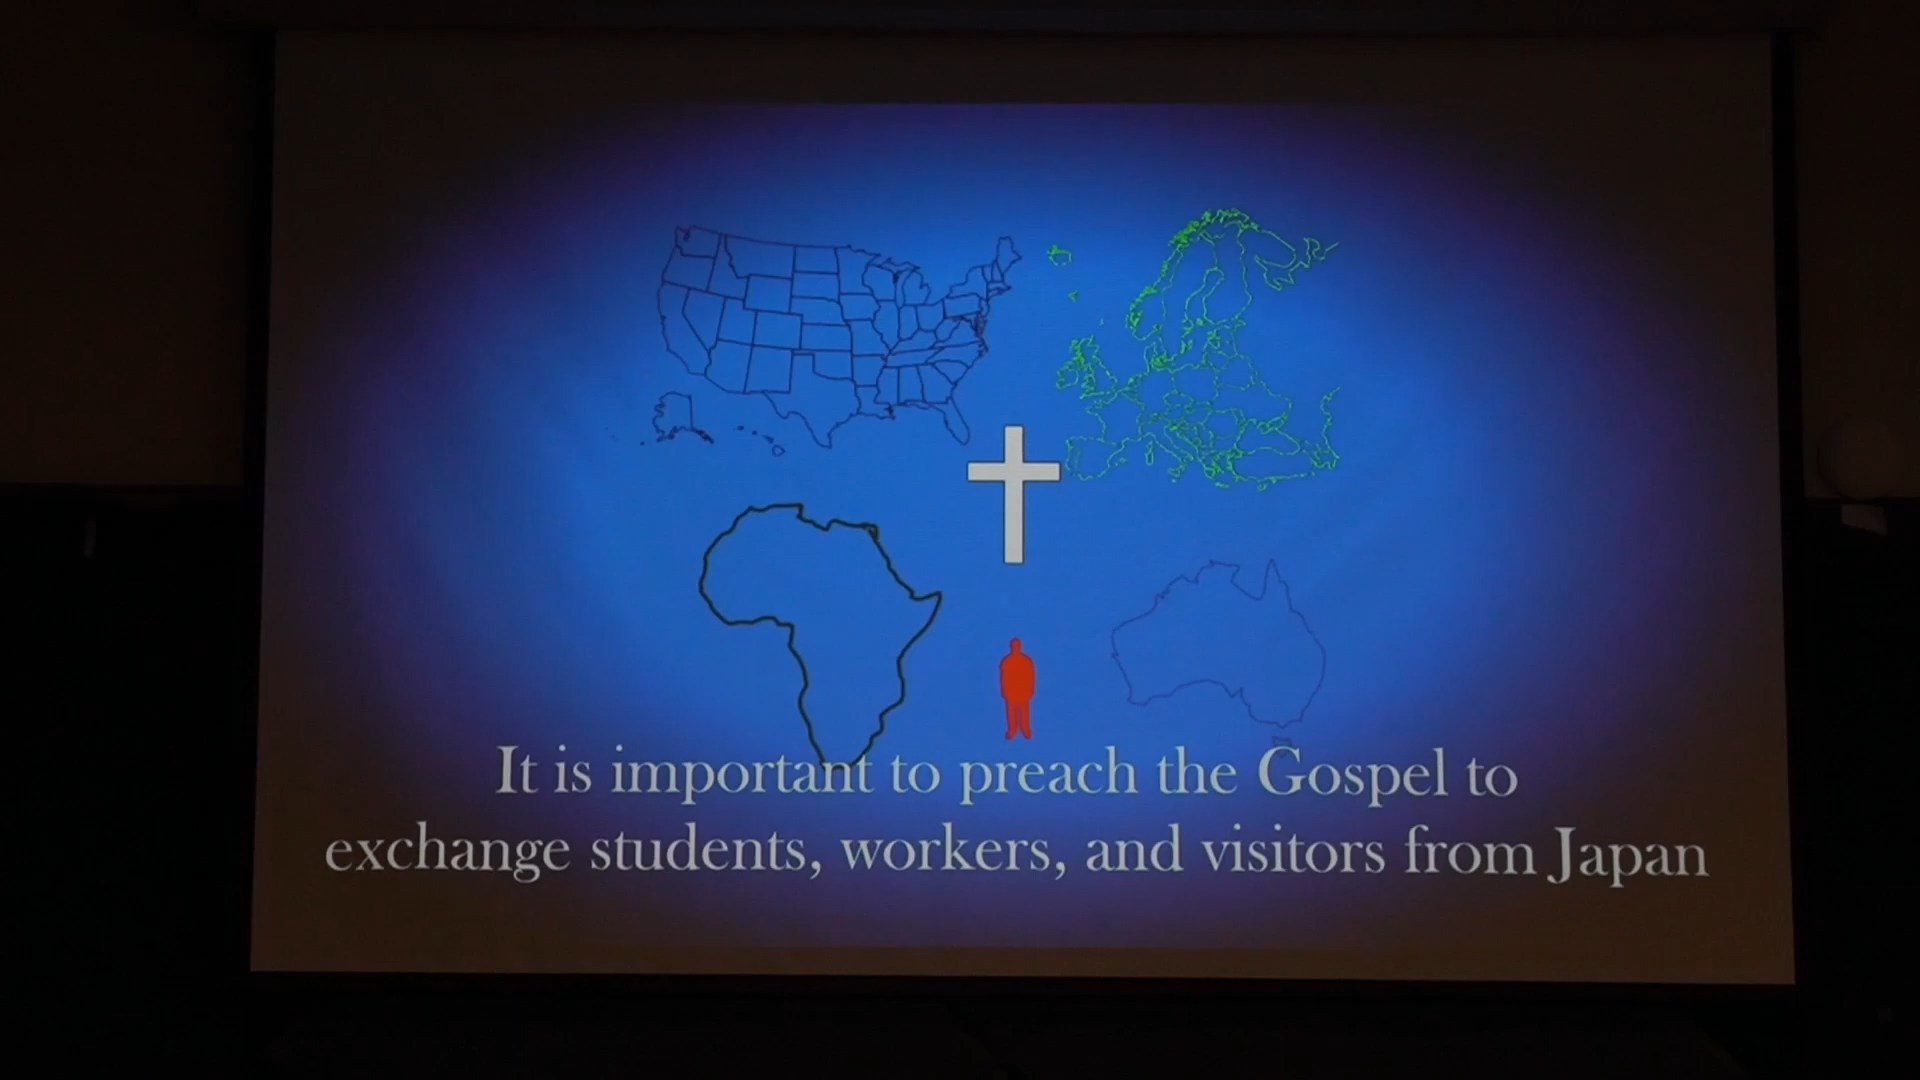 It is important to preach the Gospel to
exchange students, workers, and visitors from Japan